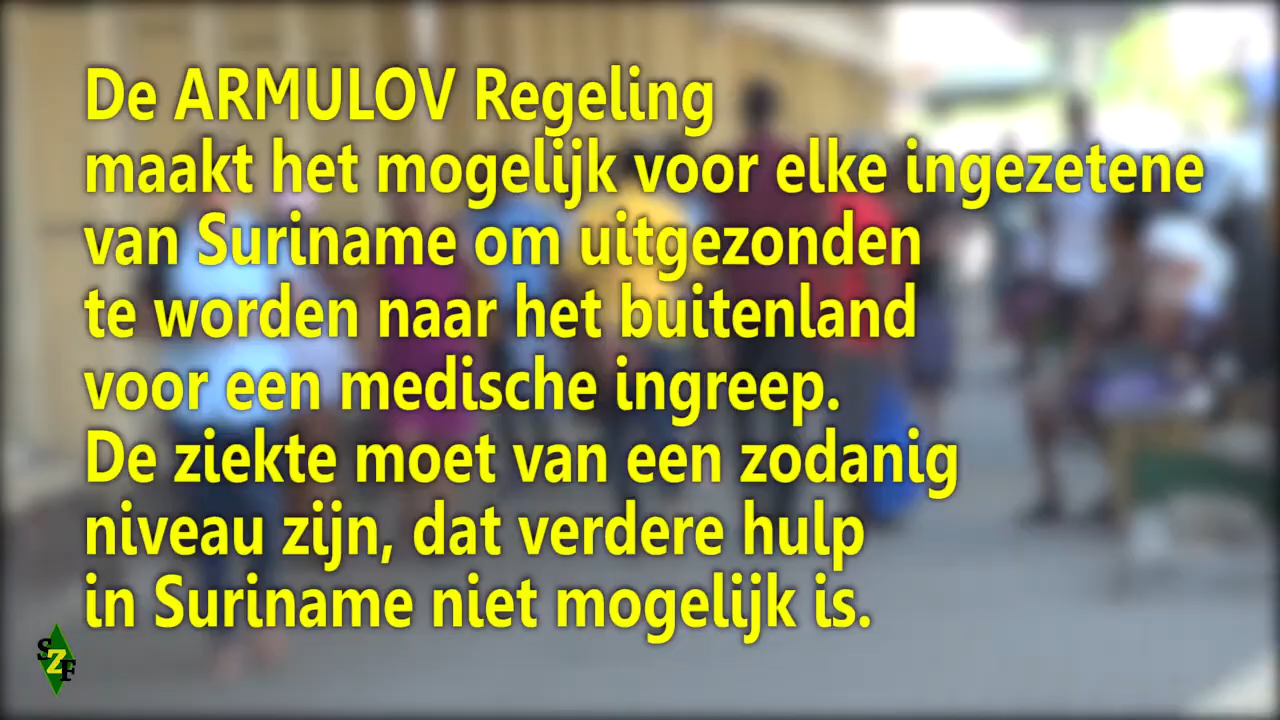 De ARMULOV Regeling
maakt het mogelijk voor elke ingezetene
van Suriname om uitgezonden
te worden naar het buitenland
voor een medische ingreep.
De ziekte moet van een zodanig
niveau zijn, dat verdere hulp
in Suriname niet mogelijk is.
SZF